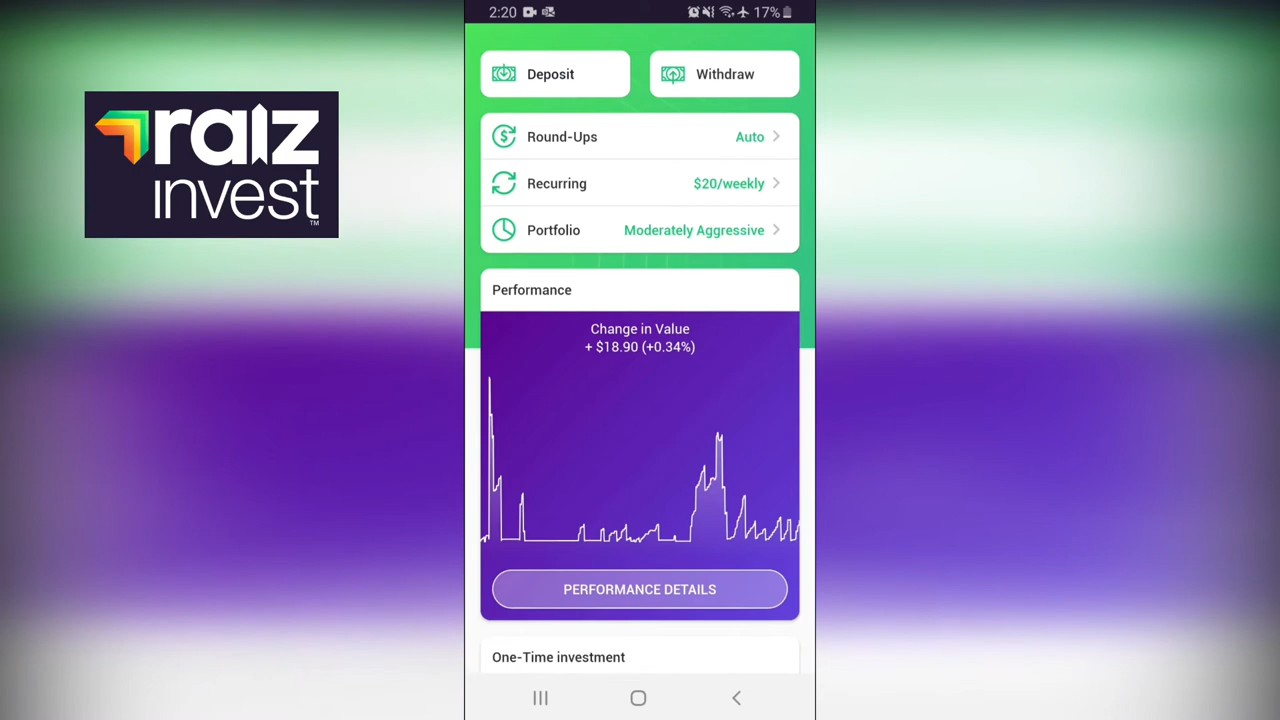 raiz
invest
TM
2:20
17%
Deposit
Withdraw
Round-Ups
Auto
Recurring
$20/weekly
Portfolio
Moderately Aggressive
Performance
Change in Value
+ $18.90 (+0.34%)
PERFORMANCE DETAILS
One-Time investment